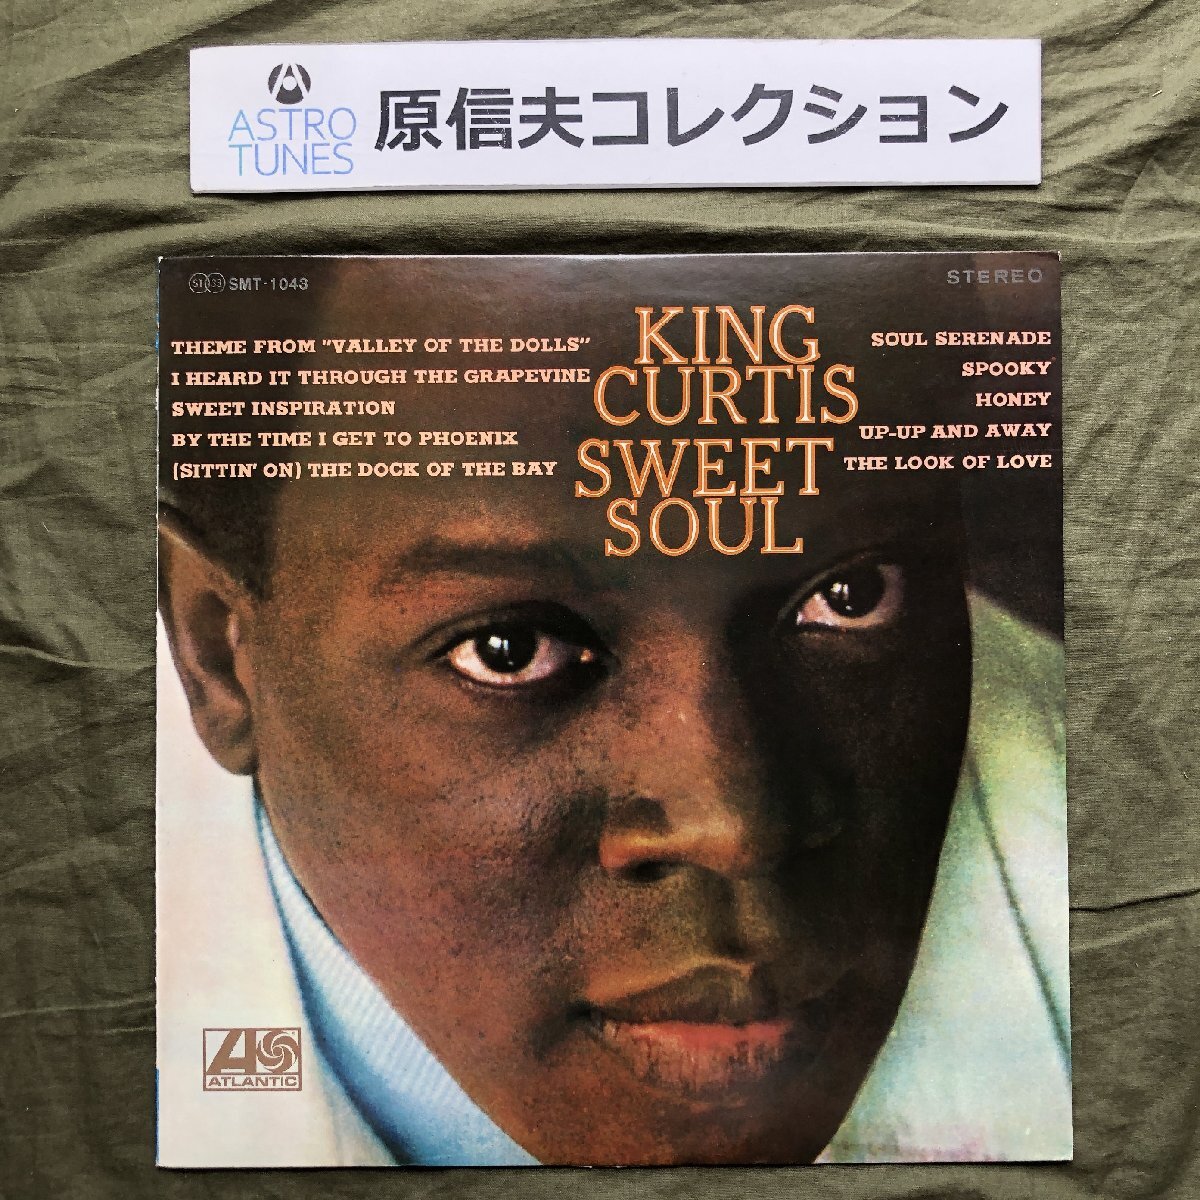 ASTRO
TUNES
原信夫コレクション
ST 33 SMT-1043
STEREO
THEME FROM "VALLEY OF THE DOLLS"
I HEARD IT THROUGH THE GRAPEVINE
SWEET INSPIRATION
BY THE TIME I GET TO PHOENIX
(SITTIN' ON) THE DOCK OF THE BAY
KING
CURTIS
SWEET
SOUL
SOUL SERENADE
SPOOKY
HONEY
UP-UP AND AWAY
THE LOOK OF LOVE
ATLANTIC